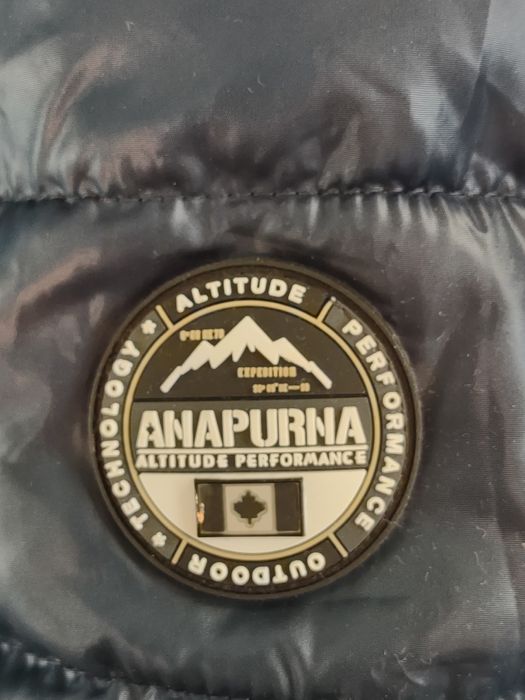 ALTITUDE
PERFORMANCE
OUTDOOR
TECHNOLOGY
EXPEDITION
ANAPURNA
ALTITUDE PERFORMANCE